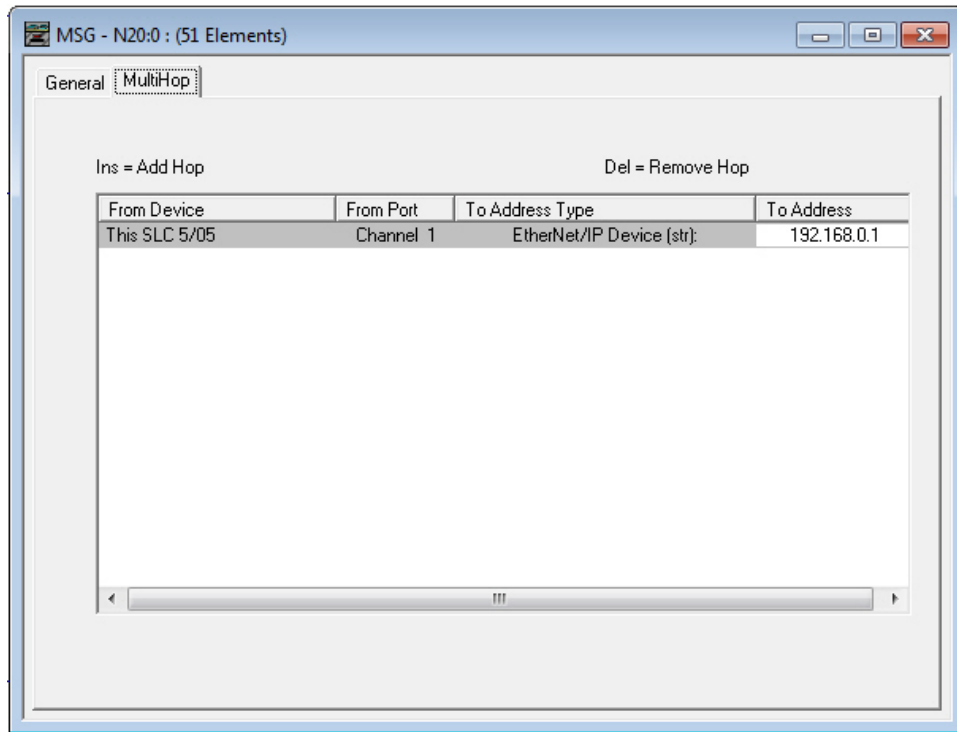 MSG - N20:0 : (51 Elements)
General MultiHop
Ins = Add Hop Del = Remove Hop
From Device From Port To Address Type To Address
This SLC 5/05 Channel 1 EtherNet/IP Device (str): 192.168.0.1